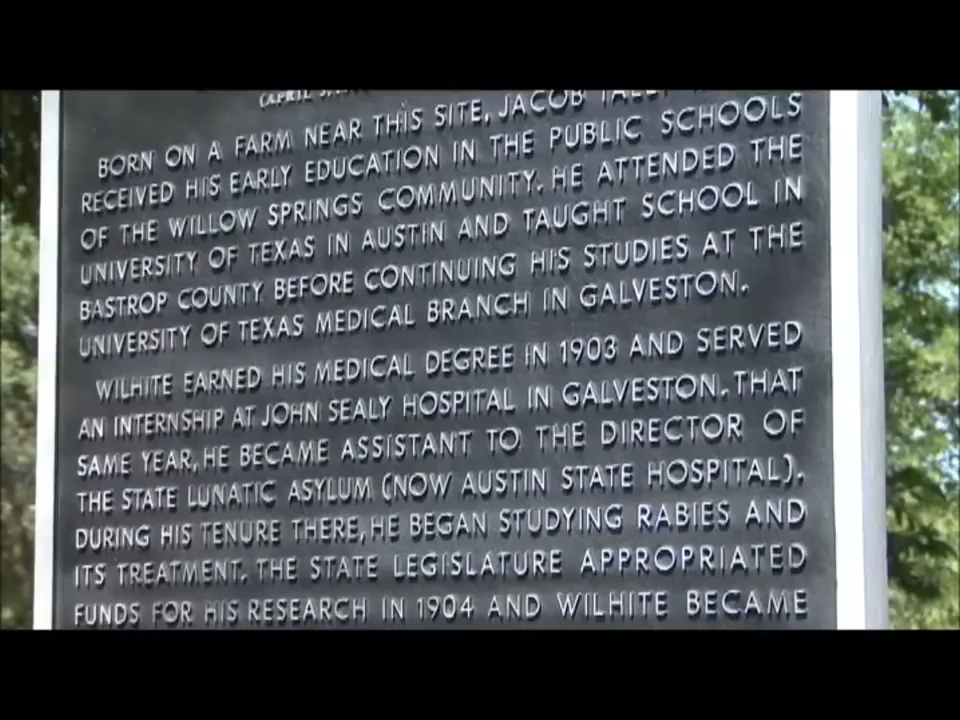 (APRIL
BORN ON A FARM NEAR THIS SITE, JACOB
RECEIVED HIS EARLY EDUCATION IN THE PUBLIC SCHOOLS
OF THE WILLOW SPRINGS COMMUNITY. HE ATTENDED THE
UNIVERSITY OF TEXAS IN AUSTIN AND TAUGHT SCHOOL IN
BASTROP COUNTY BEFORE CONTINUING HIS STUDIES AT THE
UNIVERSITY OF TEXAS MEDICAL BRANCH IN GALVESTON.
WILHITE EARNED HIS MEDICAL DEGREE IN 1903 AND SERVED
AN INTERNSHIP AT JOHN SEALY HOSPITAL IN GALVESTON. THAT
SAME YEAR, HE BECAME ASSISTANT TO THE DIRECTOR OF
THE STATE LUNATIC ASYLUM (NOW AUSTIN STATE HOSPITAL).
DURING HIS TENURE THERE, HE BEGAN STUDYING RABIES AND
ITS TREATMENT. THE STATE LEGISLATURE APPROPRIATED
FUNDS FOR HIS RESEARCH IN 1904 AND WILHITE BECAME